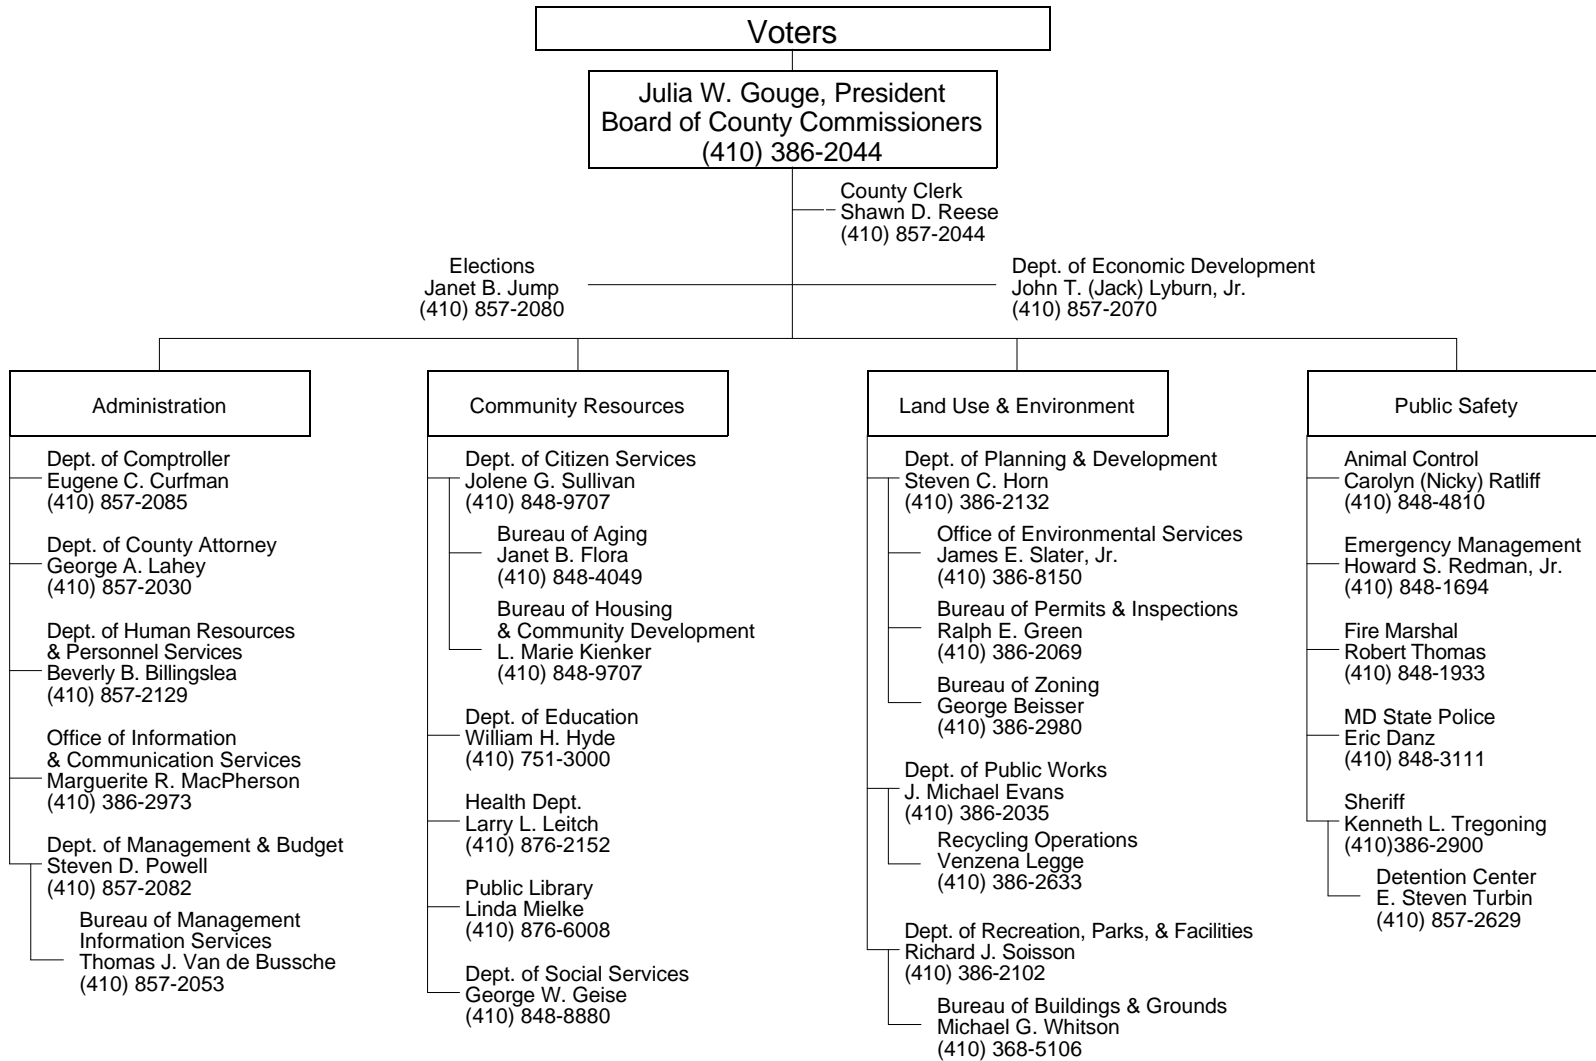 Voters
Julia W. Gouge, President
Board of County Commissioners
(410) 386-2044
County Clerk
Shawn D. Reese
(410) 857-2044
Elections
Janet B. Jump
(410) 857-2080
Dept. of Economic Development
John T. (Jack) Lyburn, Jr.
(410) 857-2070
Administration
Dept. of Comptroller
Eugene C. Curfman
(410) 857-2085
Dept. of County Attorney
George A. Lahey
(410) 857-2030
Dept. of Human Resources
& Personnel Services
Beverly B. Billingslea
(410) 857-2129
Office of Information
& Communication Services
Marguerite R. MacPherson
(410) 386-2973
Dept. of Management & Budget
Steven D. Powell
(410) 857-2082
Bureau of Management
Information Services
Thomas J. Van de Bussche
(410) 857-2053
Community Resources
Dept. of Citizen Services
Jolene G. Sullivan
(410) 848-9707
Bureau of Aging
Janet B. Flora
(410) 848-4049
Bureau of Housing
& Community Development
L. Marie Kienker
(410) 848-9707
Dept. of Education
William H. Hyde
(410) 751-3000
Health Dept.
Larry L. Leitch
(410) 876-2152
Public Library
Linda Mielke
(410) 876-6008
Dept. of Social Services
George W. Geise
(410) 848-8880
Land Use & Environment
Dept. of Planning & Development
Steven C. Horn
(410) 386-2132
Office of Environmental Services
James E. Slater, Jr.
(410) 386-8150
Bureau of Permits & Inspections
Ralph E. Green
(410) 386-2069
Bureau of Zoning
George Beisser
(410) 386-2980
Dept. of Public Works
J. Michael Evans
(410) 386-2035
Recycling Operations
Venzena Legge
(410) 386-2633
Dept. of Recreation, Parks, & Facilities
Richard J. Soisson
(410) 386-2102
Bureau of Buildings & Grounds
Michael G. Whitson
(410) 368-5106
Public Safety
Animal Control
Carolyn (Nicky) Ratliff
(410) 848-4810
Emergency Management
Howard S. Redman, Jr.
(410) 848-1694
Fire Marshal
Robert Thomas
(410) 848-1933
MD State Police
Eric Danz
(410) 848-3111
Sheriff
Kenneth L. Tregoning
(410)386-2900
Detention Center
E. Steven Turbin
(410) 857-2629